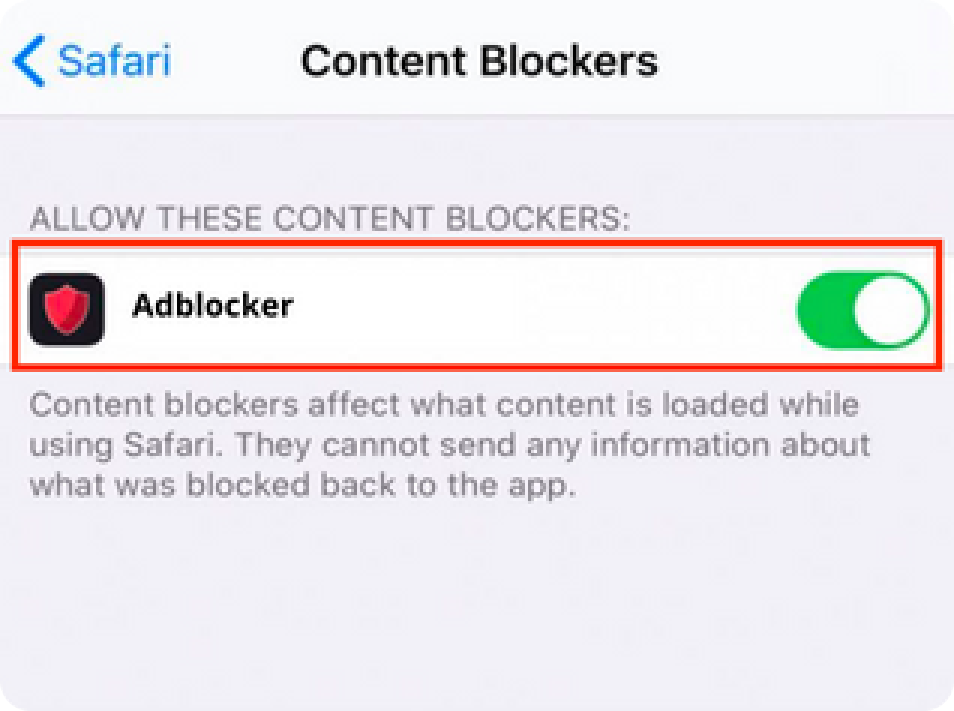 Safari
Content Blockers
ALLOW THESE CONTENT BLOCKERS:
Adblocker
Content blockers affect what content is loaded while
using Safari. They cannot send any information about
what was blocked back to the app.